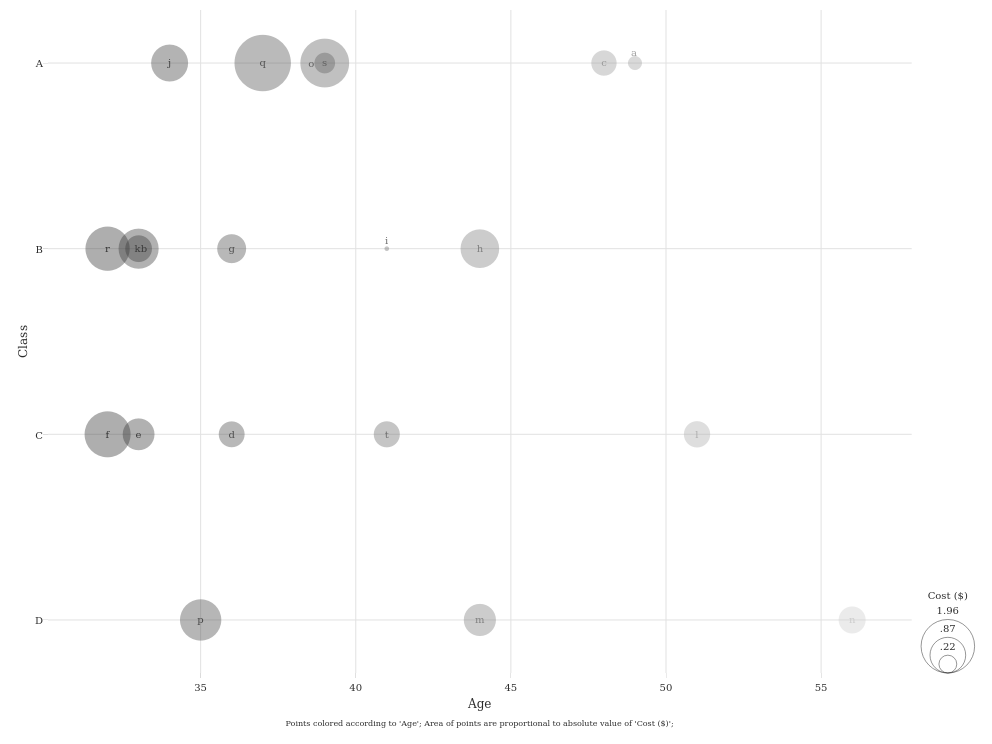 A
j
q
o
s
c
a
B
r
kb
g
i
h
Class
C
f
e
d
t
l
D
p
m
n
Cost ($)
1.96
.87
.22
35
40
45
50
55
Age
Points colored according to 'Age'; Area of points are proportional to absolute value of 'Cost ($)';